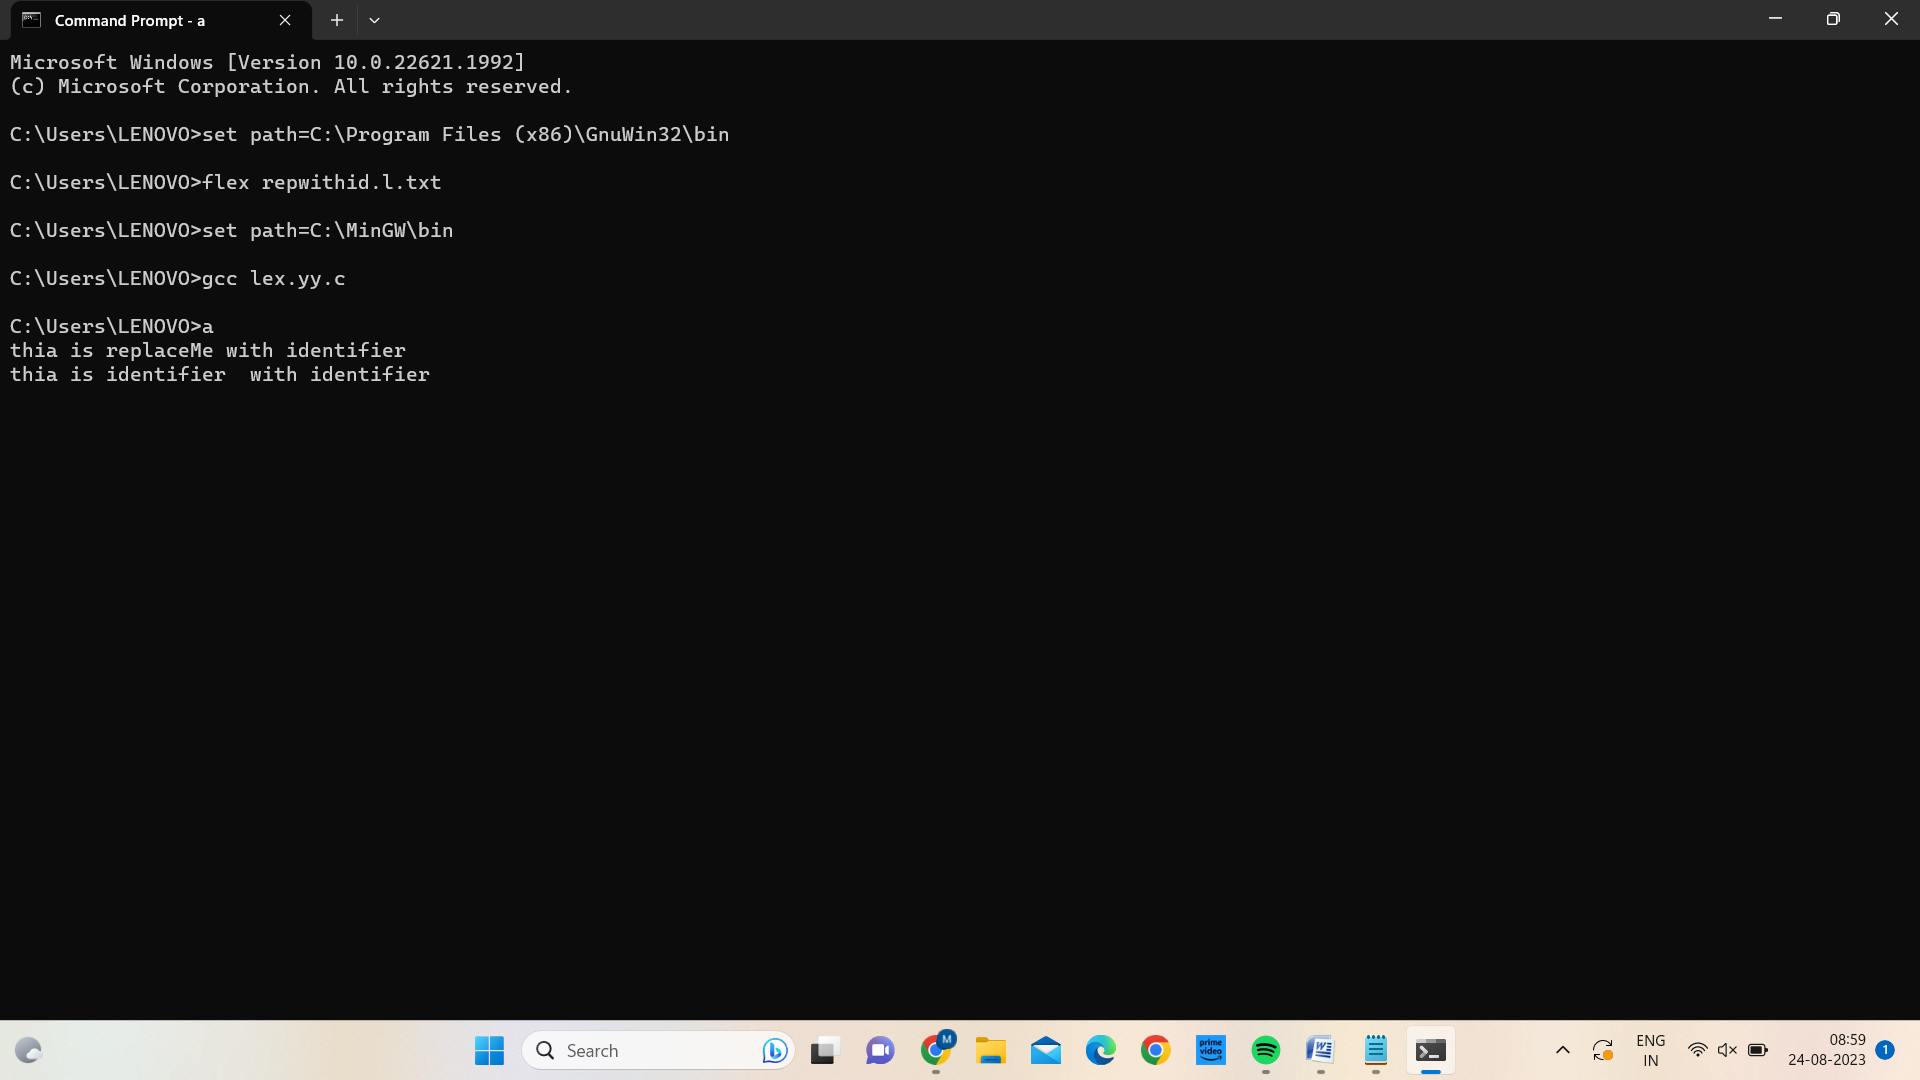 Command Prompt - a
Microsoft Windows [Version 10.0.22621.1992]
(c) Microsoft Corporation. All rights reserved.
C:\Users\LENOVO>set path=C:\Program Files (x86)\GnuWin32\bin
C:\Users\LENOVO>flex repwithid.l.txt
C:\Users\LENOVO>set path=C:\MinGW\bin
C:\Users\LENOVO>gcc lex.yy.c
C:\Users\LENOVO>a
thia is replaceMe with identifier
thia is identifier  with identifier
Search
M
prime video
W
ENG
IN
08:59
24-08-2023
1